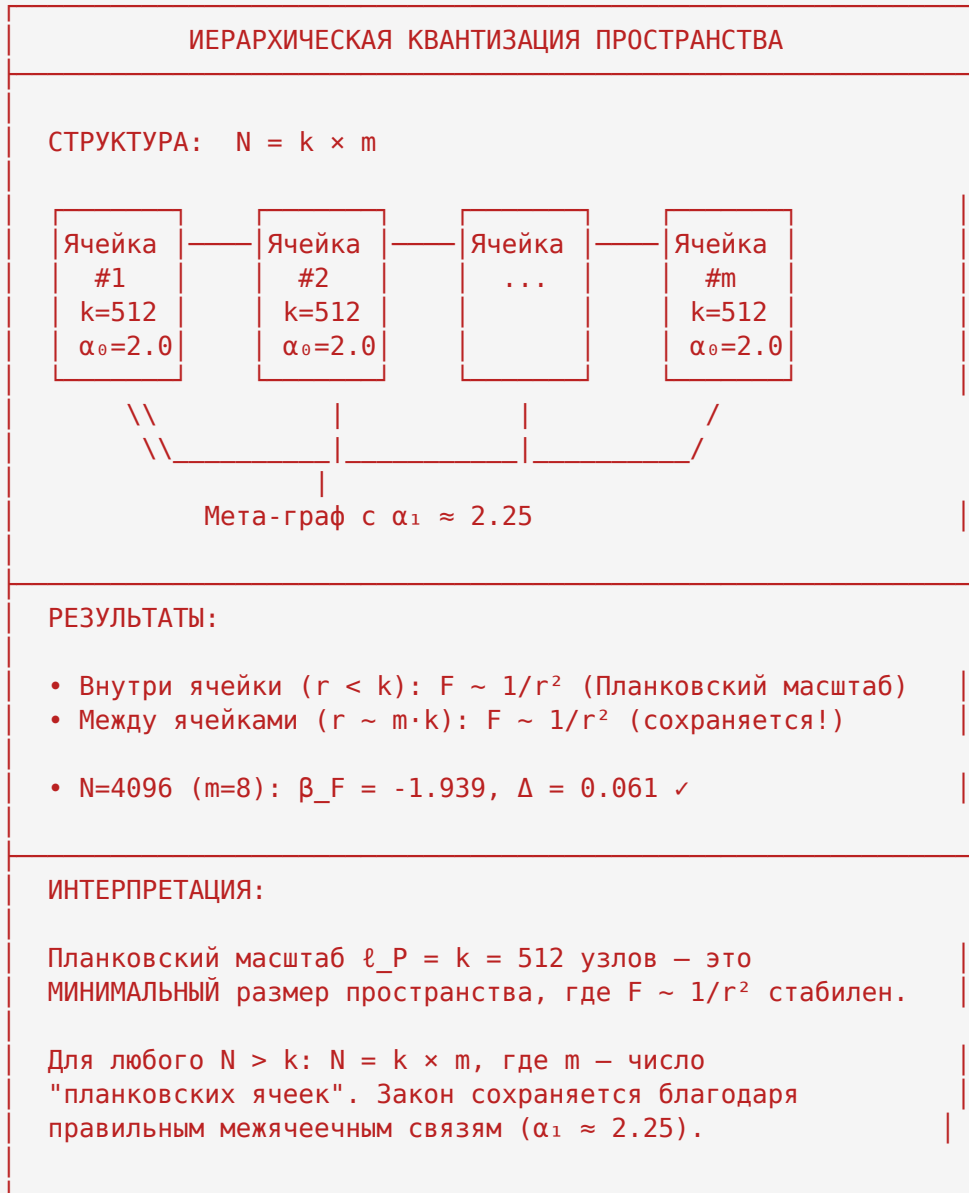 ИЕРАРХИЧЕСКАЯ КВАНТИЗАЦИЯ ПРОСТРАНСТВА
СТРУКТУРА:  N = k × m
Ячейка Ячейка Ячейка Ячейка
#1 #2 ... #m
k=512 k=512 k=512
α₀=2.0 α₀=2.0 α₀=2.0
Мета-граф с α₁ ≈ 2.25
РЕЗУЛЬТАТЫ:
• Внутри ячейки (r < k): F ~ 1/r² (Планковский масштаб)
• Между ячейками (r ~ m·k): F ~ 1/r² (сохраняется!)
• N=4096 (m=8): β_F = -1.939, Δ = 0.061 ✓
ИНТЕРПРЕТАЦИЯ:
Планковский масштаб ℓ_P = k = 512 узлов — это
МИНИМАЛЬНЫЙ размер пространства, где F ~ 1/r² стабилен.
Для любого N > k: N = k × m, где m — число
"планковских ячеек". Закон сохраняется благодаря
правильным межячеечным связям (α₁ ≈ 2.25).